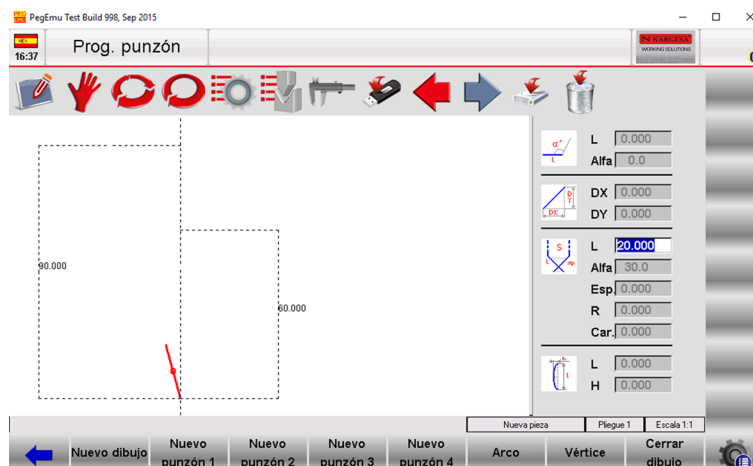 PegEmu Test Build 998, Sep 2015
16:37
Prog. punzón
N NARGESA
WORKING SOLUTIONS
L 0.000
Alfa 0.0
DX 0.000
DY 0.000
L 20.000
Alfa 30.0
Esp. 0.000
R 0.000
Car. 0.000
L 0.000
H 0.000
90.000
60.000
Nueva pieza Pliegue 1 Escala 1:1
Nuevo dibujo
Nuevo
punzón 1
Nuevo
punzón 2
Nuevo
punzón 3
Nuevo
punzón 4
Arco
Vértice
Cerrar
dibujo